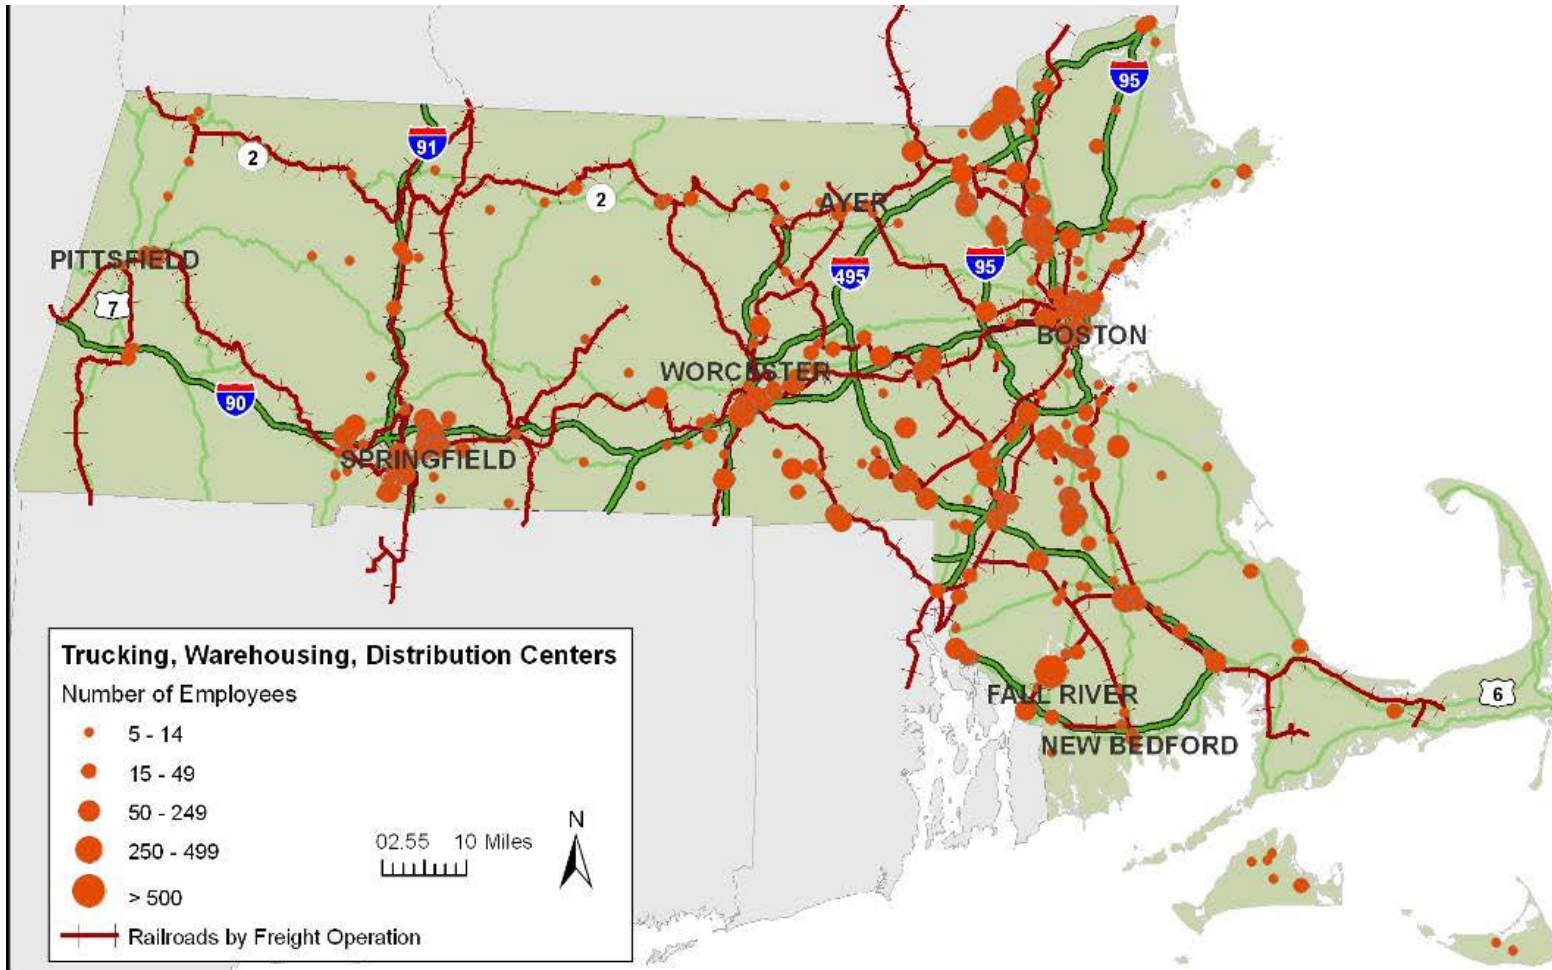 95
91
2
2
AYER
PITTSFIELD
95
495
7
BOSTON
WORCESTER
90
SPRINGFIELD
FALL RIVER
6
NEW BEDFORD
Trucking, Warehousing, Distribution Centers
Number of Employees
5 - 14
15 - 49
50 - 249
250 - 499
> 500
Railroads by Freight Operation
02.55 10 Miles
N